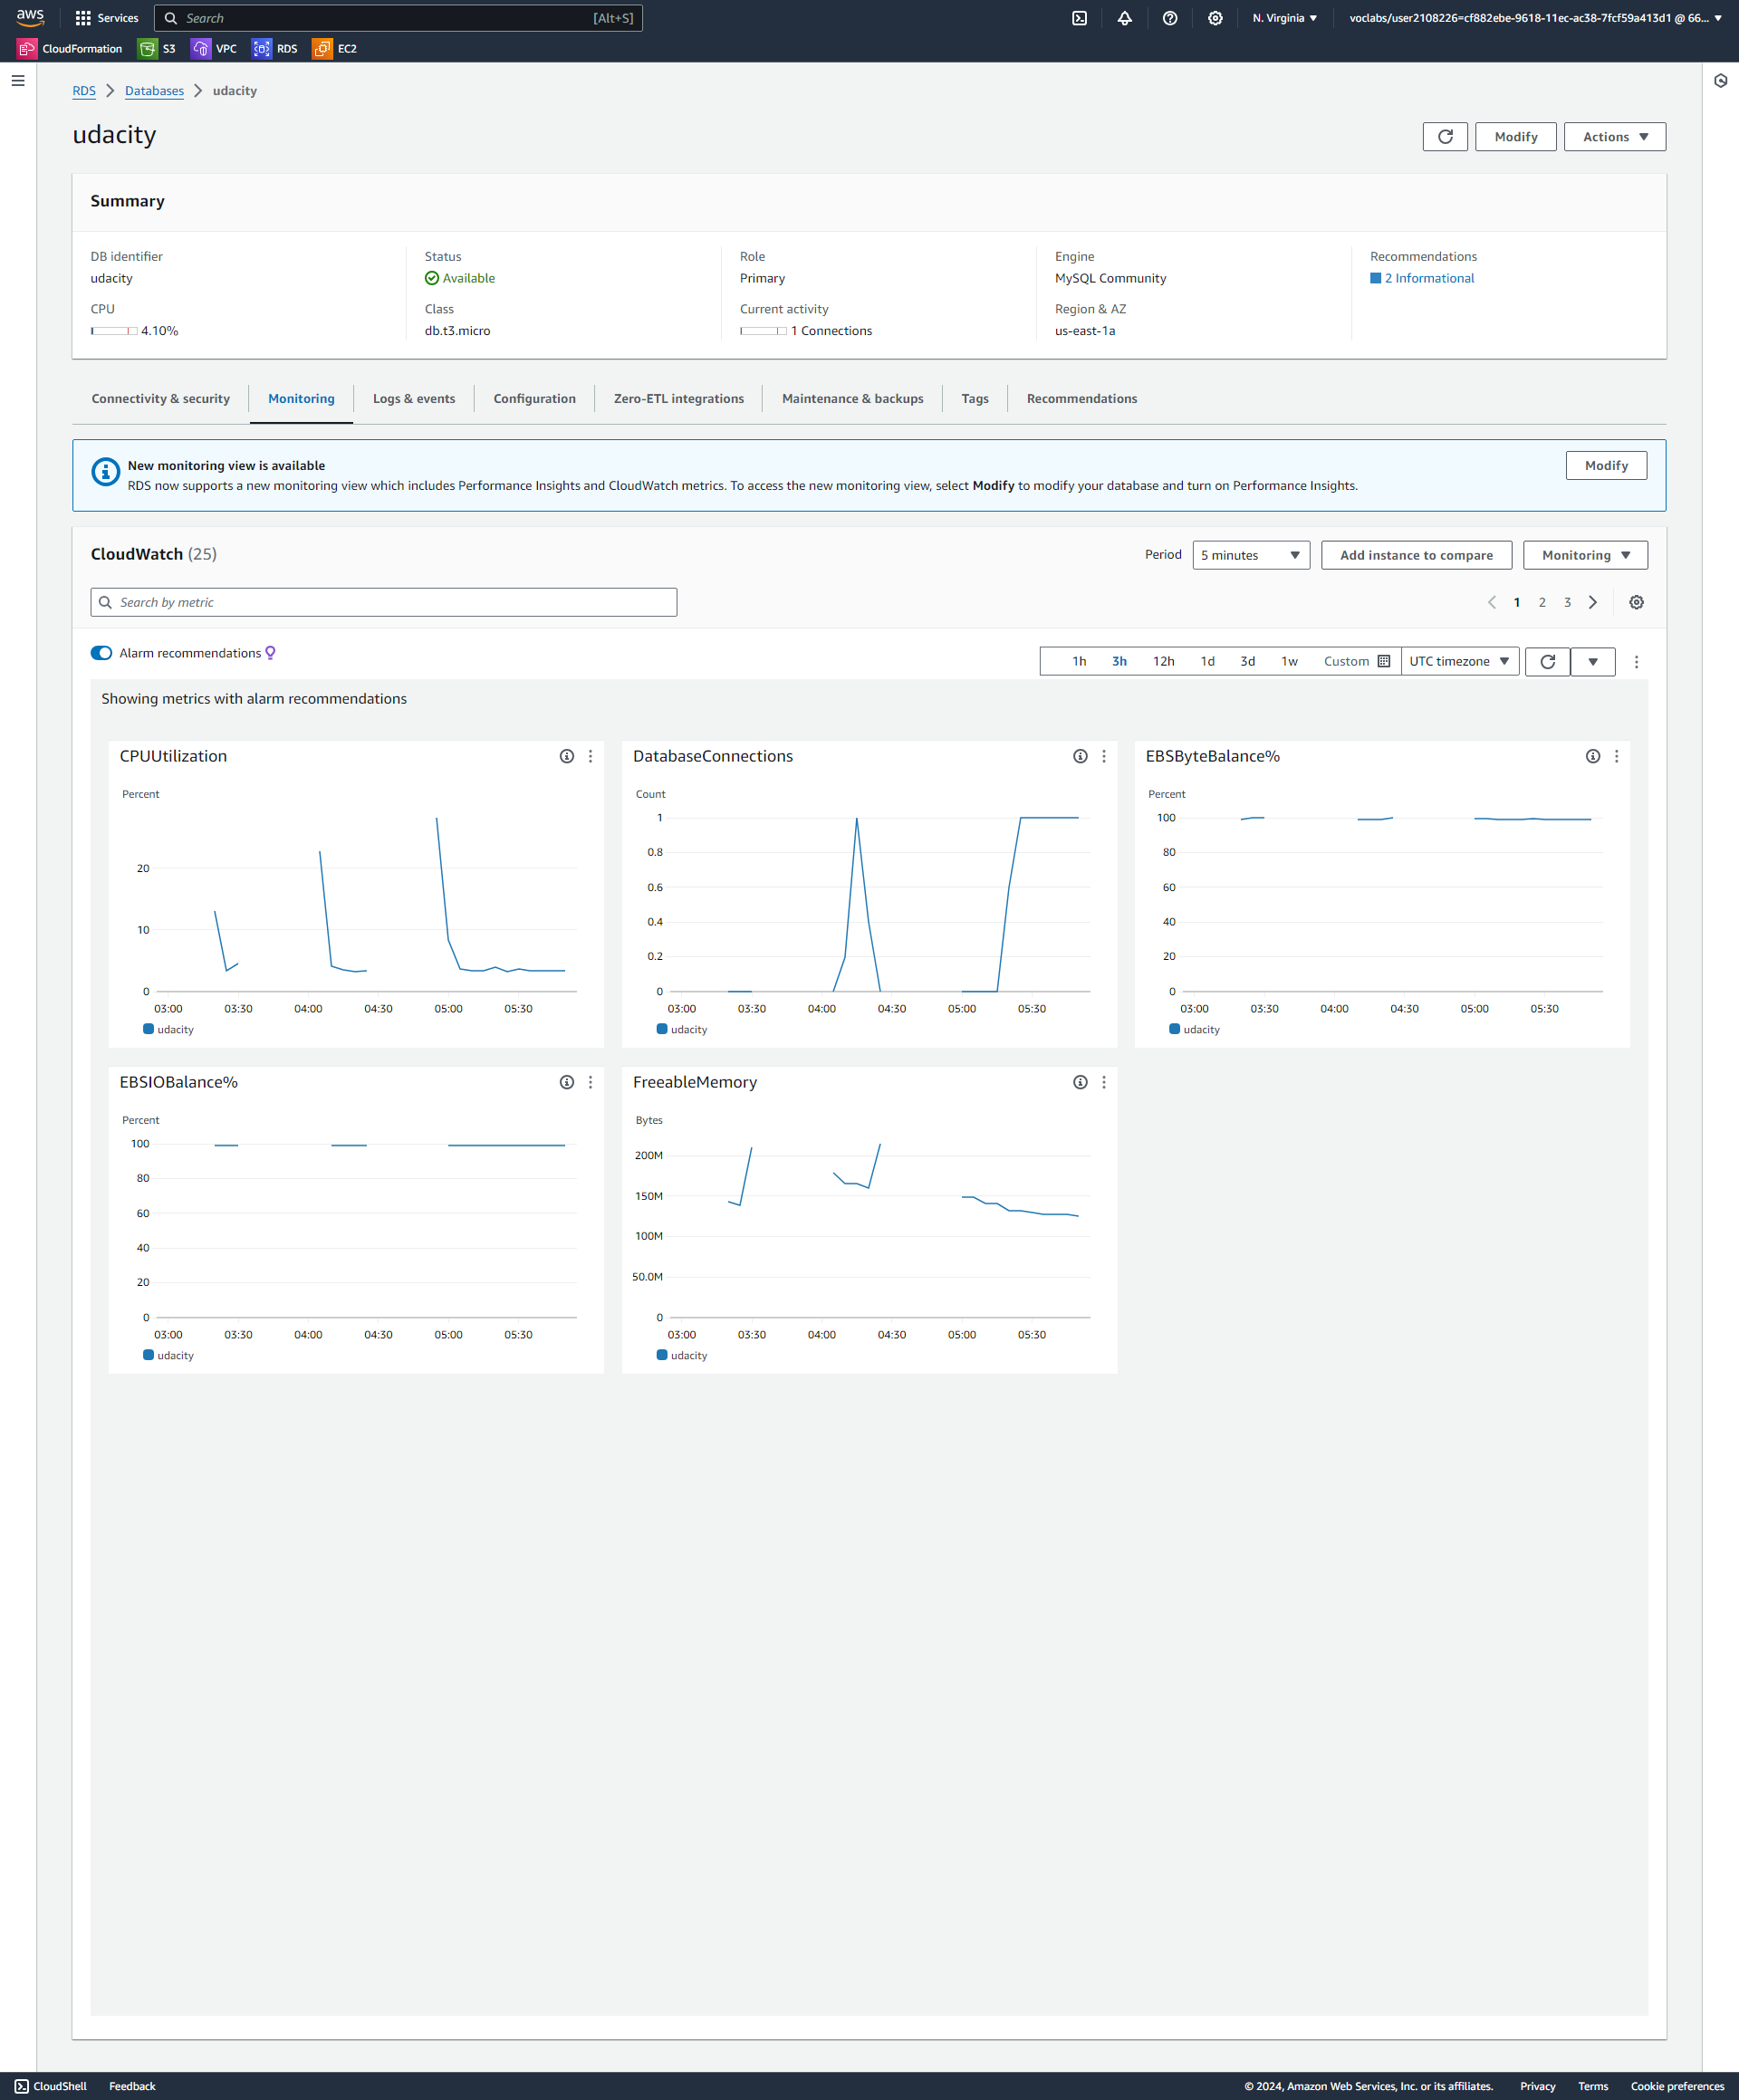 aws Services Search [Alt+S] N. Virginia voclabs/user2108226=cf882ebe-9618-11ec-ac38-7fcf59a413d1 @ 66...
CloudFormation S3 VPC RDS EC2
RDS Databases udacity
udacity
Modify Actions
Summary
DB identifier Status Role Engine Recommendations
udacity Available Primary MySQL Community 2 Informational
CPU Class Current activity Region & AZ
4.10% db.t3.micro 1 Connections us-east-1a
Connectivity & security Monitoring Logs & events Configuration Zero-ETL integrations Maintenance & backups Tags Recommendations
New monitoring view is available
RDS now supports a new monitoring view which includes Performance Insights and CloudWatch metrics. To access the new monitoring view, select Modify to modify your database and turn on Performance Insights.
Modify
CloudWatch (25) Period 5 minutes Add instance to compare Monitoring
Search by metric 1 2 3
Alarm recommendations 1h 3h 12h 1d 3d 1w Custom UTC timezone
Showing metrics with alarm recommendations
CPUUtilization
Percent
20
10
0
03:00 03:30 04:00 04:30 05:00 05:30
udacity
DatabaseConnections
Count
1
0.8
0.6
0.4
0.2
0
03:00 03:30 04:00 04:30 05:00 05:30
udacity
EBSByteBalance%
Percent
100
80
60
40
20
0
03:00 03:30 04:00 04:30 05:00 05:30
udacity
EBSIOBalance%
Percent
100
80
60
40
20
0
03:00 03:30 04:00 04:30 05:00 05:30
udacity
FreeableMemory
Bytes
200M
150M
100M
50.0M
0
03:00 03:30 04:00 04:30 05:00 05:30
udacity
CloudShell Feedback © 2024, Amazon Web Services, Inc. or its affiliates. Privacy Terms Cookie preferences